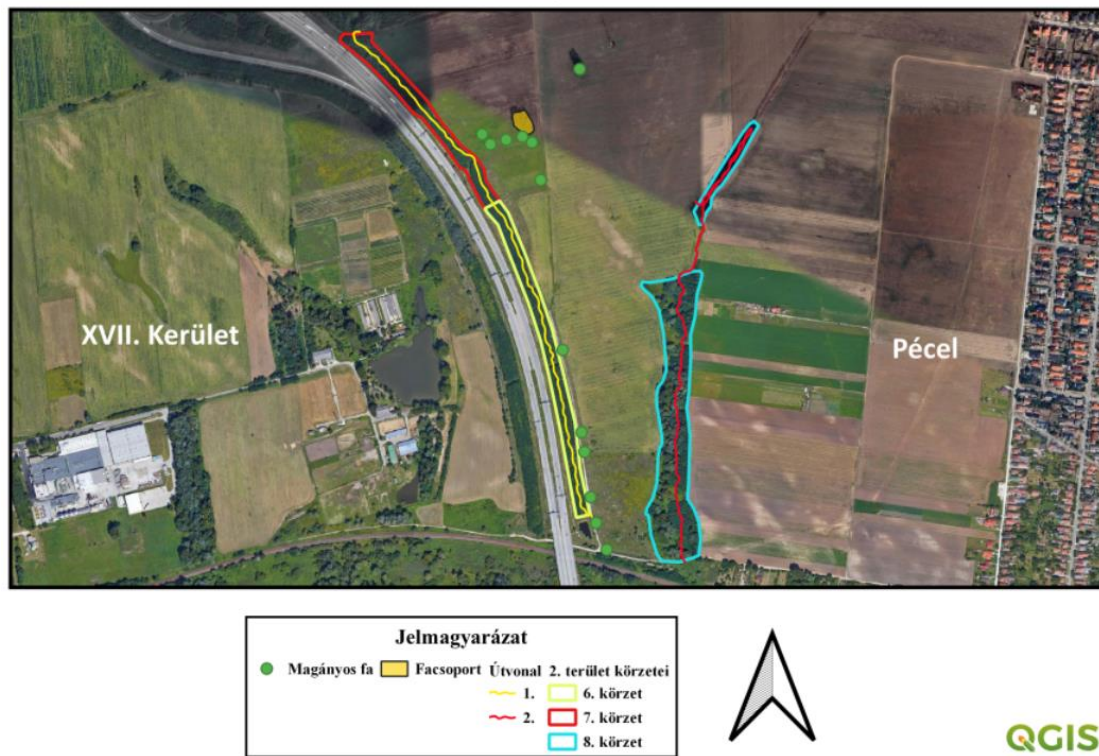 XVII. Kerület
Pécel
Jelmagyarázat
Magányos fa
Facsoport
Útvonal
1.
2.
2. terület körzetei
6. körzet
7. körzet
8. körzet
QGIS